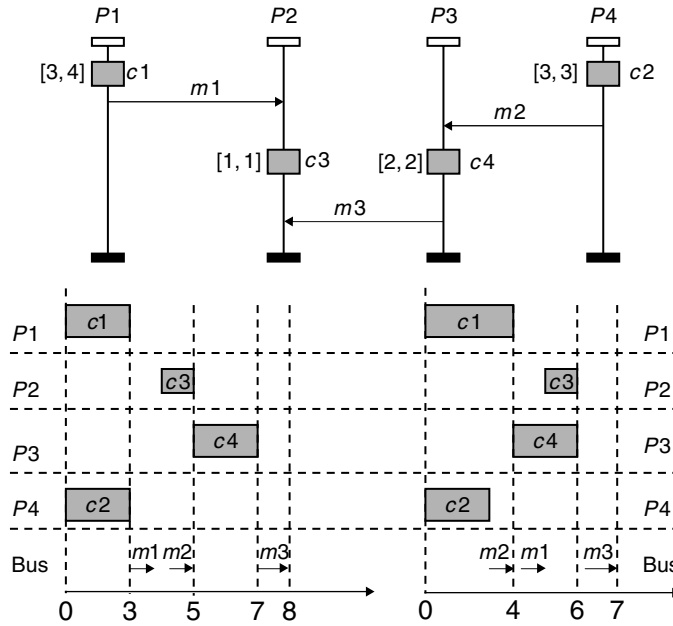 P1 P2 P3 P4
[3, 4] c1 [3, 3] c2
m1
m2
[1, 1] c3 [2, 2] c4
m3
P1 c1 c1 P1
P2 c3 c3 P2
P3 c4 c4 P3
P4 c2 c2 P4
Bus m1 m2 m3 m2 m1 m3 Bus
0 3 5 7 8 0 4 6 7